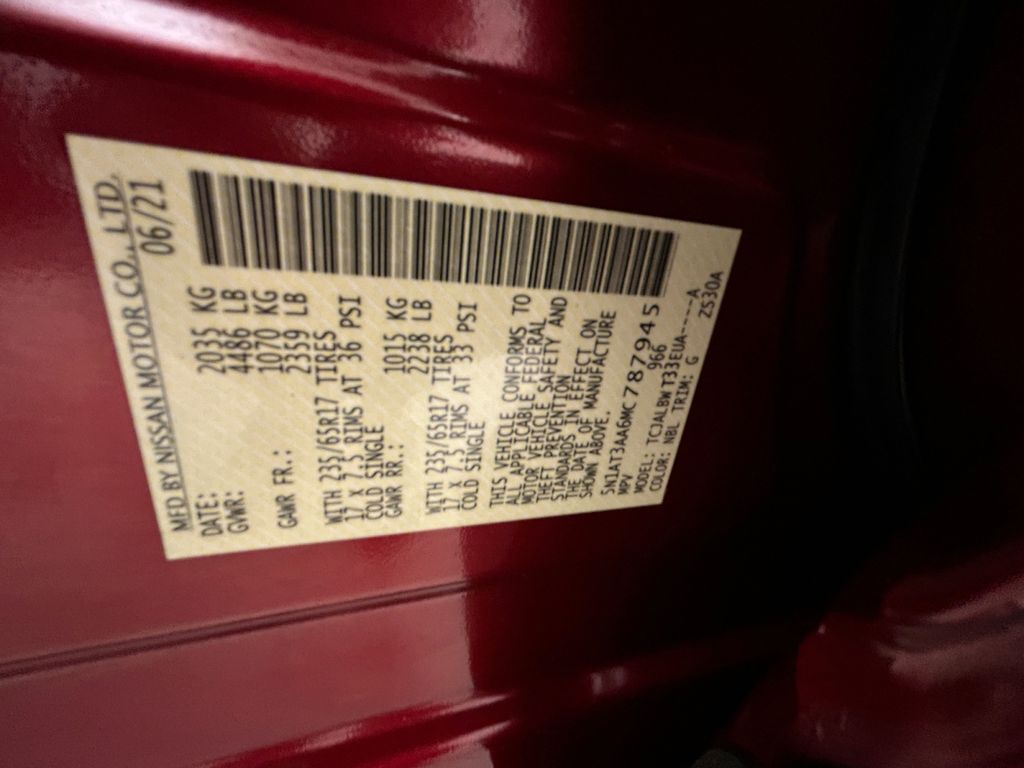 MFD BY NISSAN MOTOR CO., LTD.
DATE: 06/21
GVWR: 2035 KG
4486 LB
GAWR FR.: 1070 KG
2359 LB
WITH 235/65R17 TIRES
17 X 7.5 RIMS AT 36 PSI
COLD SINGLE
GAWR RR.: 1015 KG
2238 LB
WITH 235/65R17 TIRES
17 X 7.5 RIMS AT 33 PSI
COLD SINGLE
THIS VEHICLE CONFORMS TO
ALL APPLICABLE FEDERAL
MOTOR VEHICLE SAFETY AND
THEFT PREVENTION
STANDARDS IN EFFECT ON
THE DATE OF MANUFACTURE
SHOWN ABOVE.
5N1AT3AA6MC787945
MPV 966
MODEL: TCJALBWT33EUA-----A
COLOR: NBL TRIM: G ZS30A